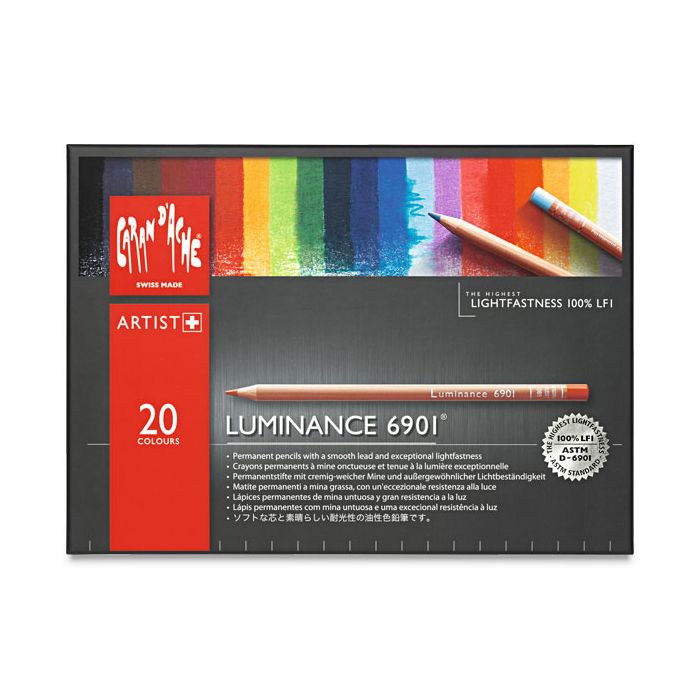 CARAN D'ACHE®
SWISS MADE
ARTIST+
20
COLOURS
THE HIGHEST
LIGHTFASTNESS 100% LFI
Luminance 6901
LUMINANCE 6901®
• Permanent pencils with a smooth lead and exceptional lightfastness
• Crayons permanents à mine onctueuse et tenue à la lumière exceptionnelle
• Permanentstifte mit cremig-weicher Mine und außergewöhnlicher Lichtbeständigkeit
• Matite permanenti a mina grassa, con un'eccezionale resistenza alla luce
• Lápices permanentes de mina untuosa y gran resistencia a la luz
• Lápis permanentes com mina untuosa e uma excecional resistência à luz
• ソフトな芯と素晴らしい耐光性の油性色鉛筆です。
THE HIGHEST LIGHTFASTNESS
100% LFI
ASTM
D-6901
ASTM STANDARD